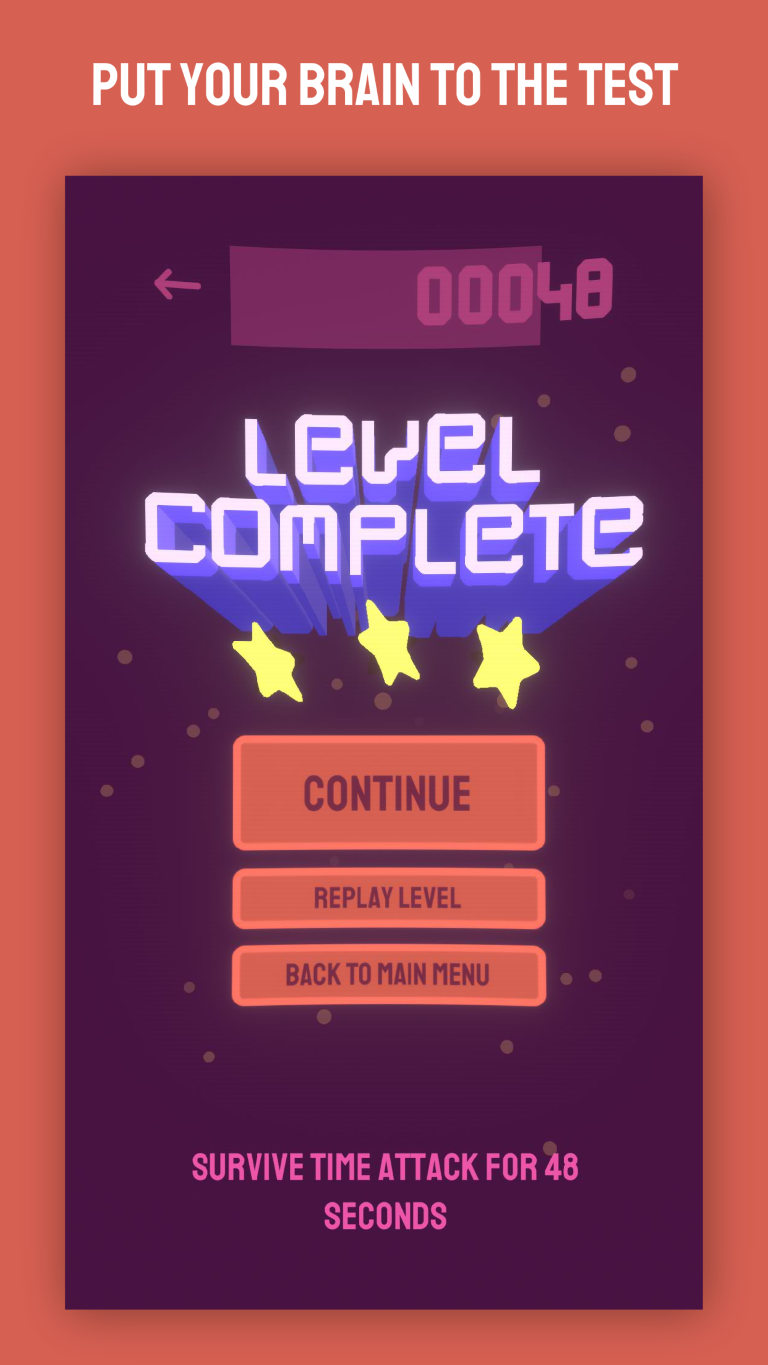 PUT YOUR BRAIN TO THE TEST
00048
LEVEL
COMPLETE
CONTINUE
REPLAY LEVEL
BACK TO MAIN MENU
SURVIVE TIME ATTACK FOR 48
SECONDS